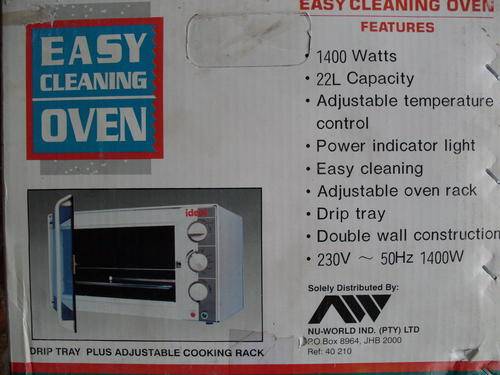 EASY CLEANING OVEN
FEATURES
EASY
CLEANING
OVEN
• 1400 Watts
• 22L Capacity
• Adjustable temperature
control
• Power indicator light
• Easy cleaning
• Adjustable oven rack
• Drip tray
• Double wall construction
• 230V ~ 50Hz 1400W
Solely Distributed By:
NU-WORLD IND. (PTY) LTD
P.O.Box 8964, JHB 2000
Ref: 40 210
DRIP TRAY PLUS ADJUSTABLE COOKING RACK